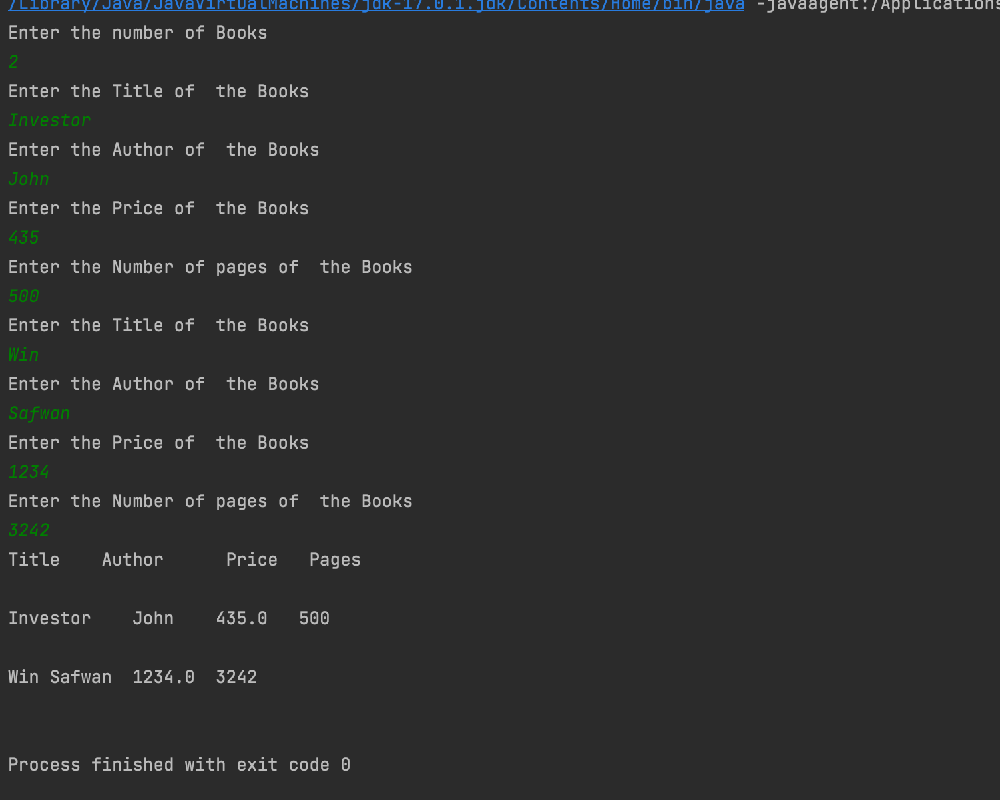 /Library/Java/JavaVirtualMachines/jdk-17.0.1.jdk/Contents/Home/bin/java -javaagent:/Applications
Enter the number of Books
2
Enter the Title of  the Books
Investor
Enter the Author of  the Books
John
Enter the Price of  the Books
435
Enter the Number of pages of  the Books
500
Enter the Title of  the Books
Win
Enter the Author of  the Books
Safwan
Enter the Price of  the Books
1234
Enter the Number of pages of  the Books
3242
Title    Author      Price   Pages
Investor    John    435.0   500
Win Safwan  1234.0  3242
Process finished with exit code 0